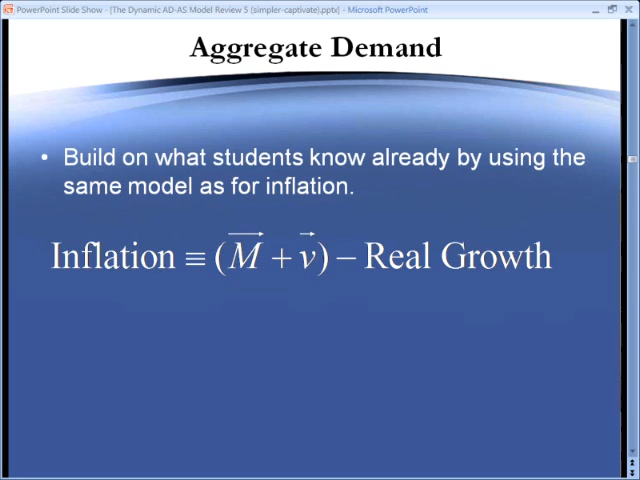 PowerPoint Slide Show - [The Dynamic AD-AS Model Review 5 (simpler-captivate).pptx] - Microsoft PowerPoint
Aggregate Demand
• Build on what students know already by using the
same model as for inflation.
Inflation ≡ (M⃗ + v⃗) − Real Growth